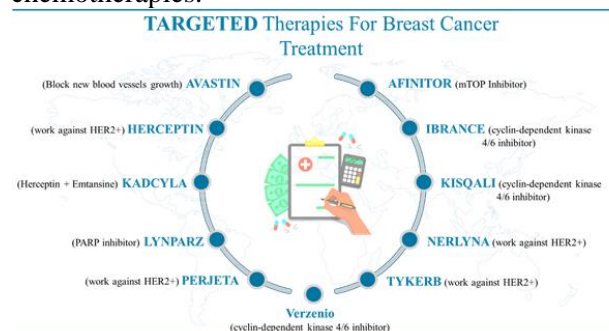 chemotherapies.
TARGETED Therapies For Breast Cancer
Treatment
(Block new blood vessels growth) AVASTIN
(work against HER2+) HERCEPTIN
(Herceptin + Emtansine) KADCYLA
(PARP inhibitor) LYNPARZ
(work against HER2+) PERJETA
Verzenio
(cyclin-dependent kinase 4/6 inhibitor)
AFINITOR (mTOP Inhibitor)
IBRANCE (cyclin-dependent kinase
4/6 inhibitor)
KISQALI (cyclin-dependent kinase
4/6 inhibitor)
NERLYNA (work against HER2+)
TYKERB (work against HER2+)